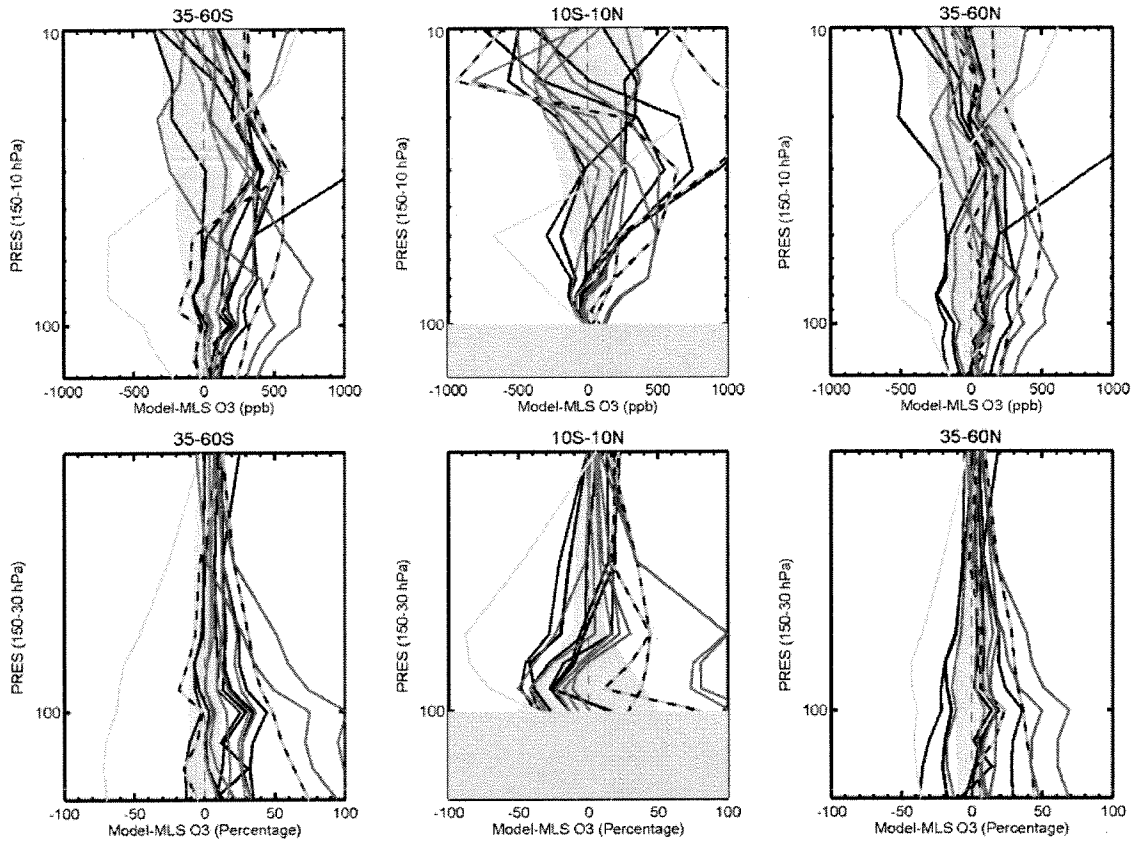 35-60S
10
100
PRES (150-10 hPa)
-1000 -500 0 500 1000
Model-MLS O3 (ppb)
10S-10N
10
100
PRES (150-10 hPa)
-1000 -500 0 500 1000
Model-MLS O3 (ppb)
35-60N
10
100
PRES (150-10 hPa)
-1000 -500 0 500 1000
Model-MLS O3 (ppb)
35-60S
100
PRES (150-30 hPa)
-100 -50 0 50 100
Model-MLS O3 (Percentage)
10S-10N
100
PRES (150-30 hPa)
-100 -50 0 50 100
Model-MLS O3 (Percentage)
35-60N
100
PRES (150-30 hPa)
-100 -50 0 50 100
Model-MLS O3 (Percentage)